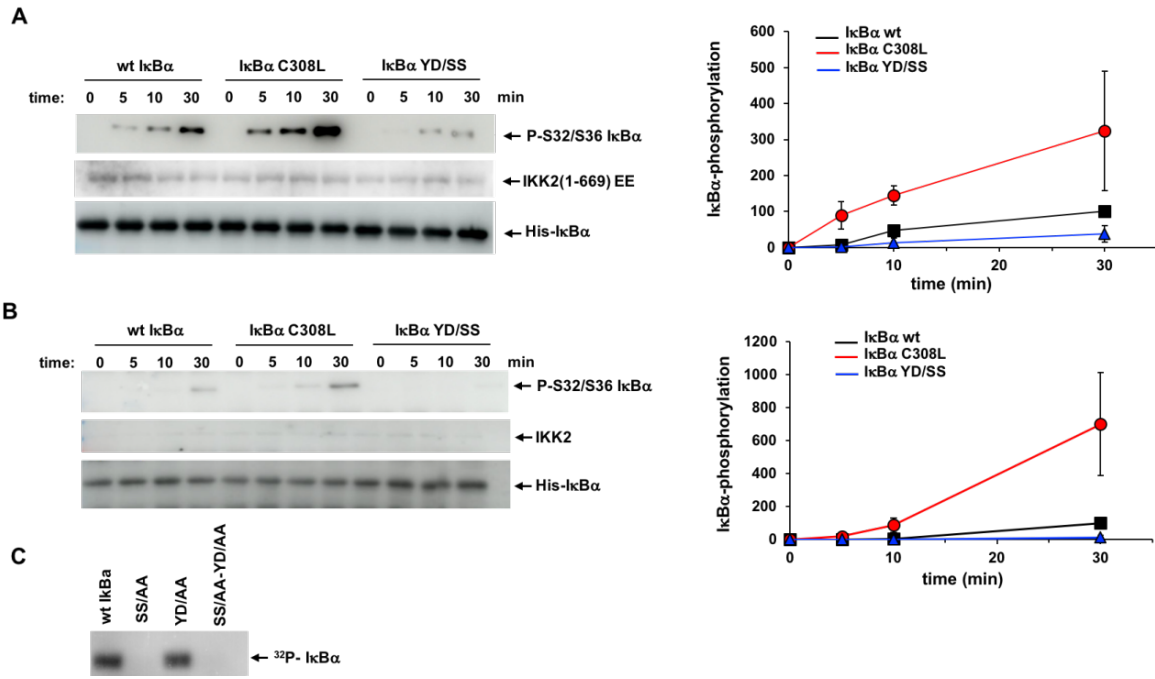 A
wt IκBα IκBα C308L IκBα YD/SS
time: 0 5 10 30 0 5 10 30 0 5 10 30 min
P-S32/S36 IκBα
IKK2(1-669) EE
His-IκBα
600
500
400
300
200
100
0
IκBα-phosphorylation
IκBα wt
IκBα C308L
IκBα YD/SS
0 10 20 30
time (min)
B
wt IκBα IκBα C308L IκBα YD/SS
time: 0 5 10 30 0 5 10 30 0 5 10 30 min
P-S32/S36 IκBα
IKK2
His-IκBα
1200
1000
800
600
400
200
0
IκBα-phosphorylation
IκBα wt
IκBα C308L
IκBα YD/SS
0 10 20 30
time (min)
C
wt IkBa
SS/AA
YD/AA
SS/AA-YD/AA
³²P- IκBα